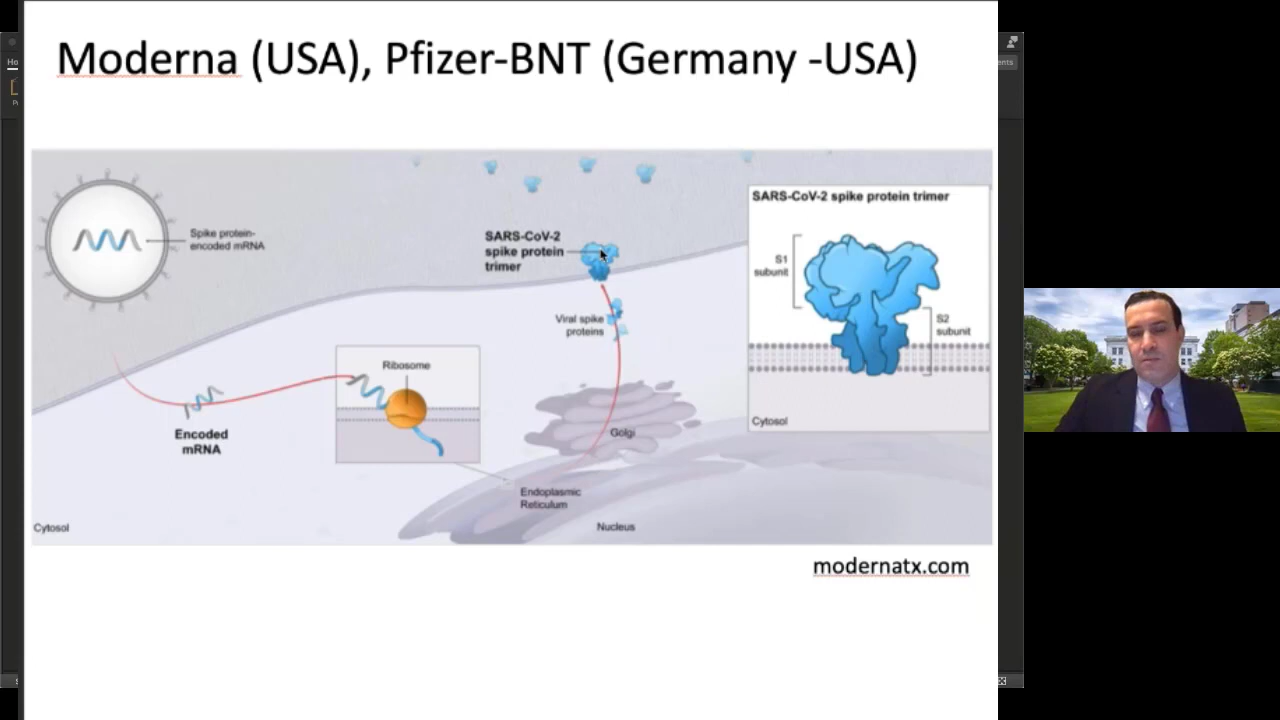 Moderna (USA), Pfizer-BNT (Germany -USA)
Spike protein-
encoded mRNA
SARS-CoV-2
spike protein
trimer
Viral spike
proteins
Ribosome
Encoded
mRNA
Golgi
Endoplasmic
Reticulum
Nucleus
Cytosol
SARS-CoV-2 spike protein trimer
S1
subunit
S2
subunit
Cytosol
modernatx.com
Ho
ents